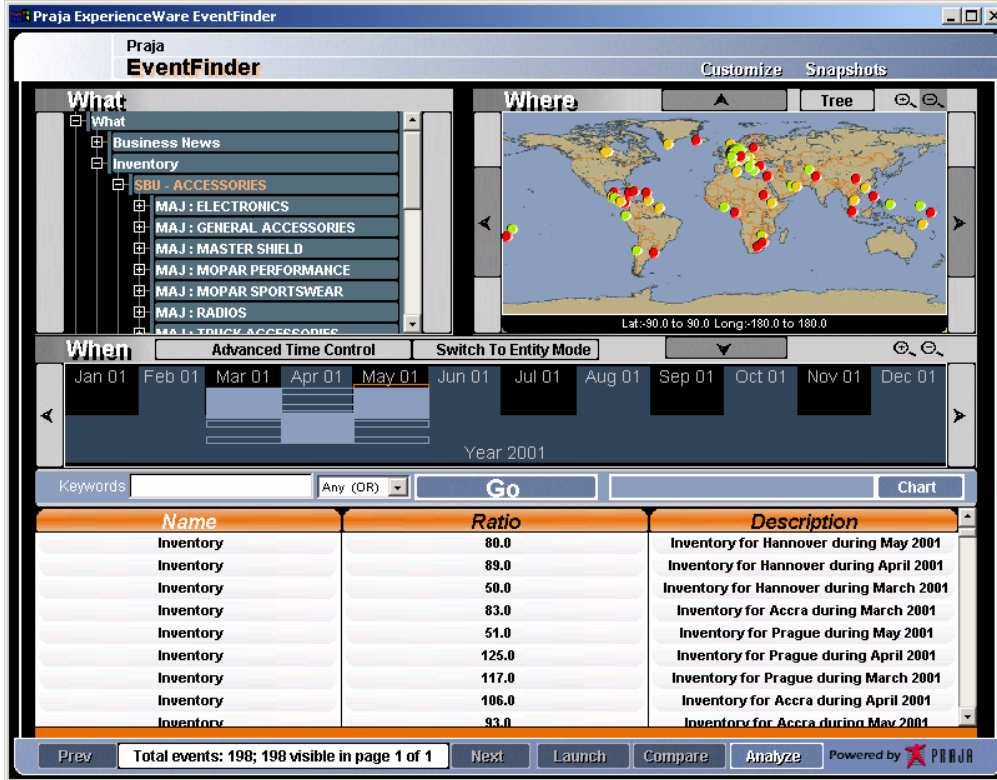 Praja ExperienceWare EventFinder
Praja
EventFinder
Customize Snapshots
What
What
Business News
Inventory
SBU - ACCESSORIES
MAJ : ELECTRONICS
MAJ : GENERAL ACCESSORIES
MAJ : MASTER SHIELD
MAJ : MOPAR PERFORMANCE
MAJ : MOPAR SPORTSWEAR
MAJ : RADIOS
MAJ : TRUCK ACCESSORIES
Where
Tree
Lat:-90.0 to 90.0 Long:-180.0 to 180.0
When
Advanced Time Control
Switch To Entity Mode
Jan 01 Feb 01 Mar 01 Apr 01 May 01 Jun 01 Jul 01 Aug 01 Sep 01 Oct 01 Nov 01 Dec 01
Year 2001
Keywords Any (OR) Go Chart
Name Ratio Description
Inventory 80.0 Inventory for Hannover during May 2001
Inventory 89.0 Inventory for Hannover during April 2001
Inventory 50.0 Inventory for Hannover during March 2001
Inventory 83.0 Inventory for Accra during March 2001
Inventory 51.0 Inventory for Prague during May 2001
Inventory 125.0 Inventory for Prague during April 2001
Inventory 117.0 Inventory for Prague during March 2001
Inventory 106.0 Inventory for Accra during April 2001
Inventory 93.0 Inventory for Accra during May 2001
Prev Total events: 198; 198 visible in page 1 of 1 Next Launch Compare Analyze Powered by PRAJA